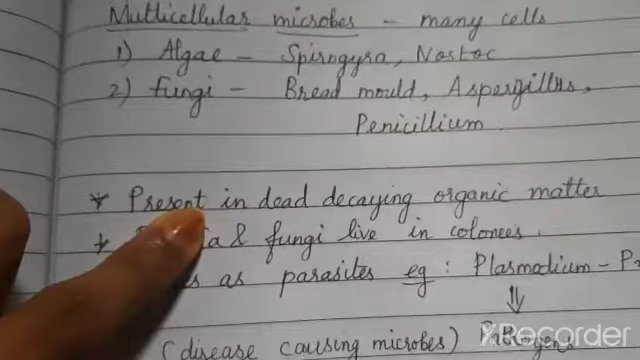 Multicellular microbes - many cells
1) Algae - Spirogyra, Nostoc
2) Fungi - Bread mould, Aspergillus,
Penicillium.
* Present in dead decaying organic matter
* & fungi live in colonies.
as parasites eg : Plasmodium -
⇓
(disease causing microbes) Pathogens
RECORDER